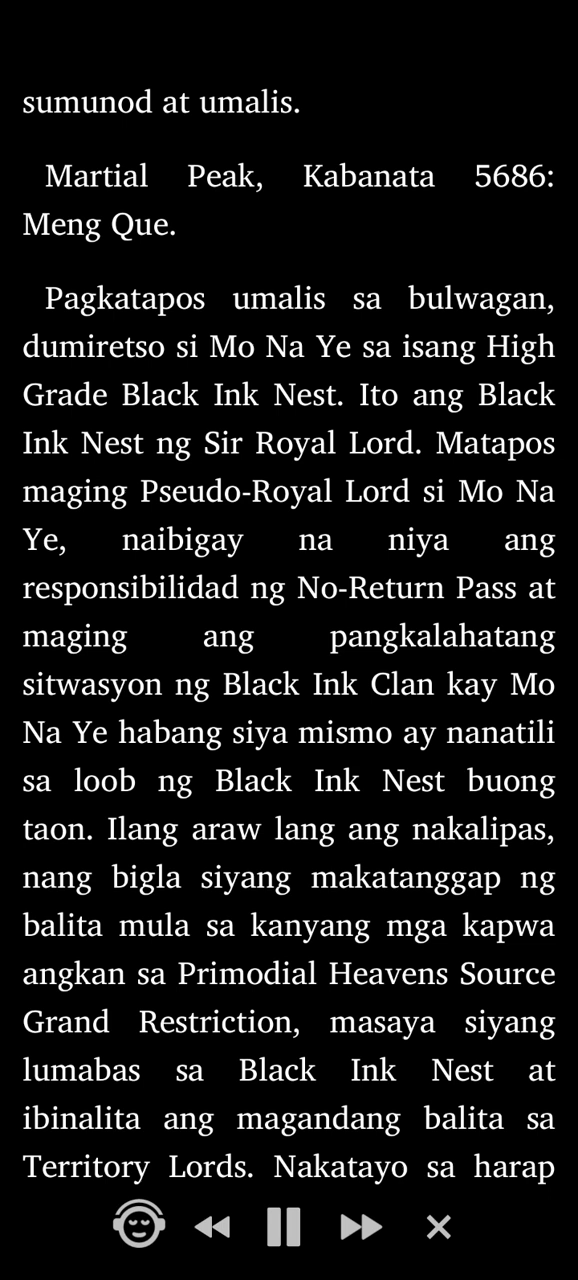 sumunod at umalis.
Martial Peak, Kabanata 5686:
Meng Que.
Pagkatapos umalis sa bulwagan,
dumiretso si Mo Na Ye sa isang High
Grade Black Ink Nest. Ito ang Black
Ink Nest ng Sir Royal Lord. Matapos
maging Pseudo-Royal Lord si Mo Na
Ye, naibigay na niya ang
responsibilidad ng No-Return Pass at
maging ang pangkalahatang
sitwasyon ng Black Ink Clan kay Mo
Na Ye habang siya mismo ay nanatili
sa loob ng Black Ink Nest buong
taon. Ilang araw lang ang nakalipas,
nang bigla siyang makatanggap ng
balita mula sa kanyang mga kapwa
angkan sa Primodial Heavens Source
Grand Restriction, masaya siyang
lumabas sa Black Ink Nest at
ibinalita ang magandang balita sa
Territory Lords. Nakatayo sa harap